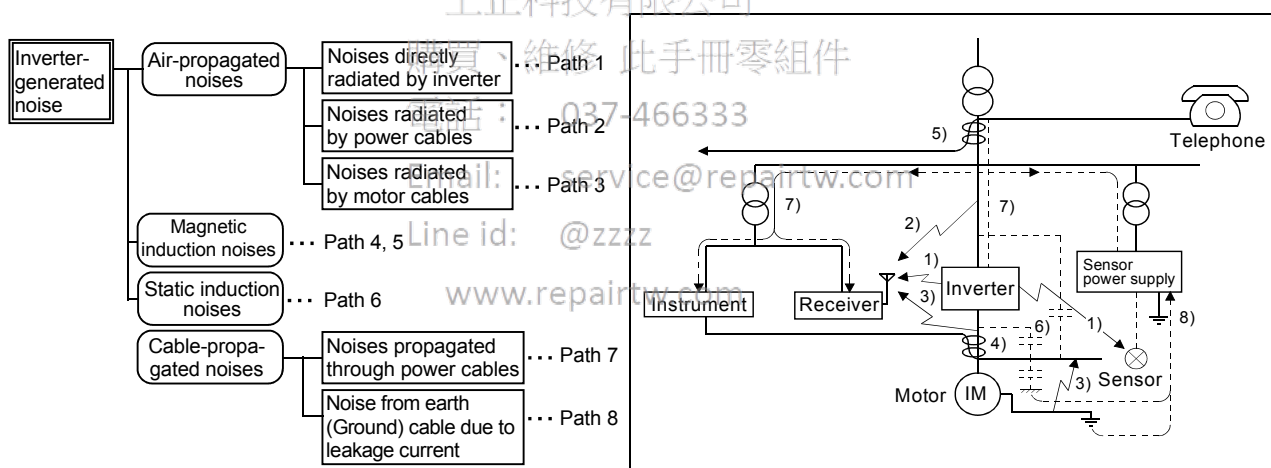 上正科技有限公司
購買、維修 此手冊零組件
電話： 037-466333
Email: service@repairtw.com
Line id: @zzzz
www.repairtw.com
Inverter-
generated
noise
Air-propagated
noises
Noises directly
radiated by inverter
··· Path 1
Noises radiated
by power cables
··· Path 2
Noises radiated
by motor cables
··· Path 3
Magnetic
induction noises
··· Path 4, 5
Static induction
noises
··· Path 6
Cable-propa-
gated noises
Noises propagated
through power cables
··· Path 7
Noise from earth
(Ground) cable due to
leakage current
··· Path 8
5)
Telephone
7)
7)
2)
1)
3)
Instrument
Receiver
Inverter
Sensor
power supply
6)
1)
8)
4)
3)
Sensor
Motor
IM